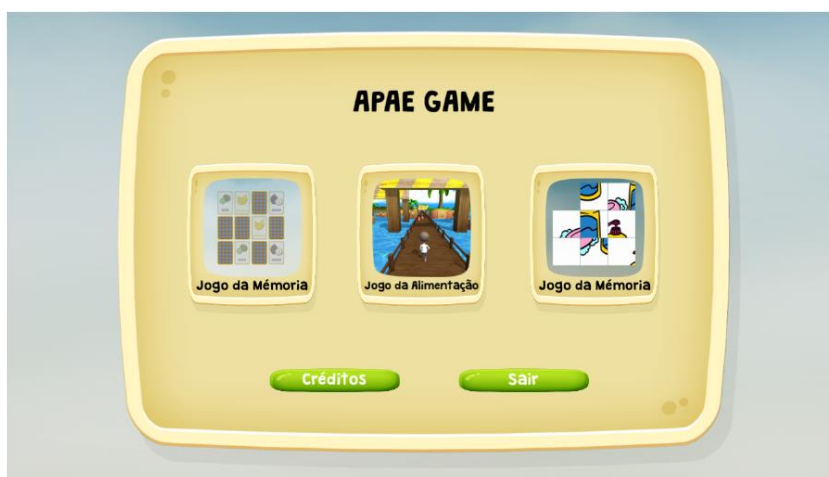 APAE GAME
Jogo da Mémoria
Jogo da Alimentação
Jogo da Mémoria
Créditos
Sair